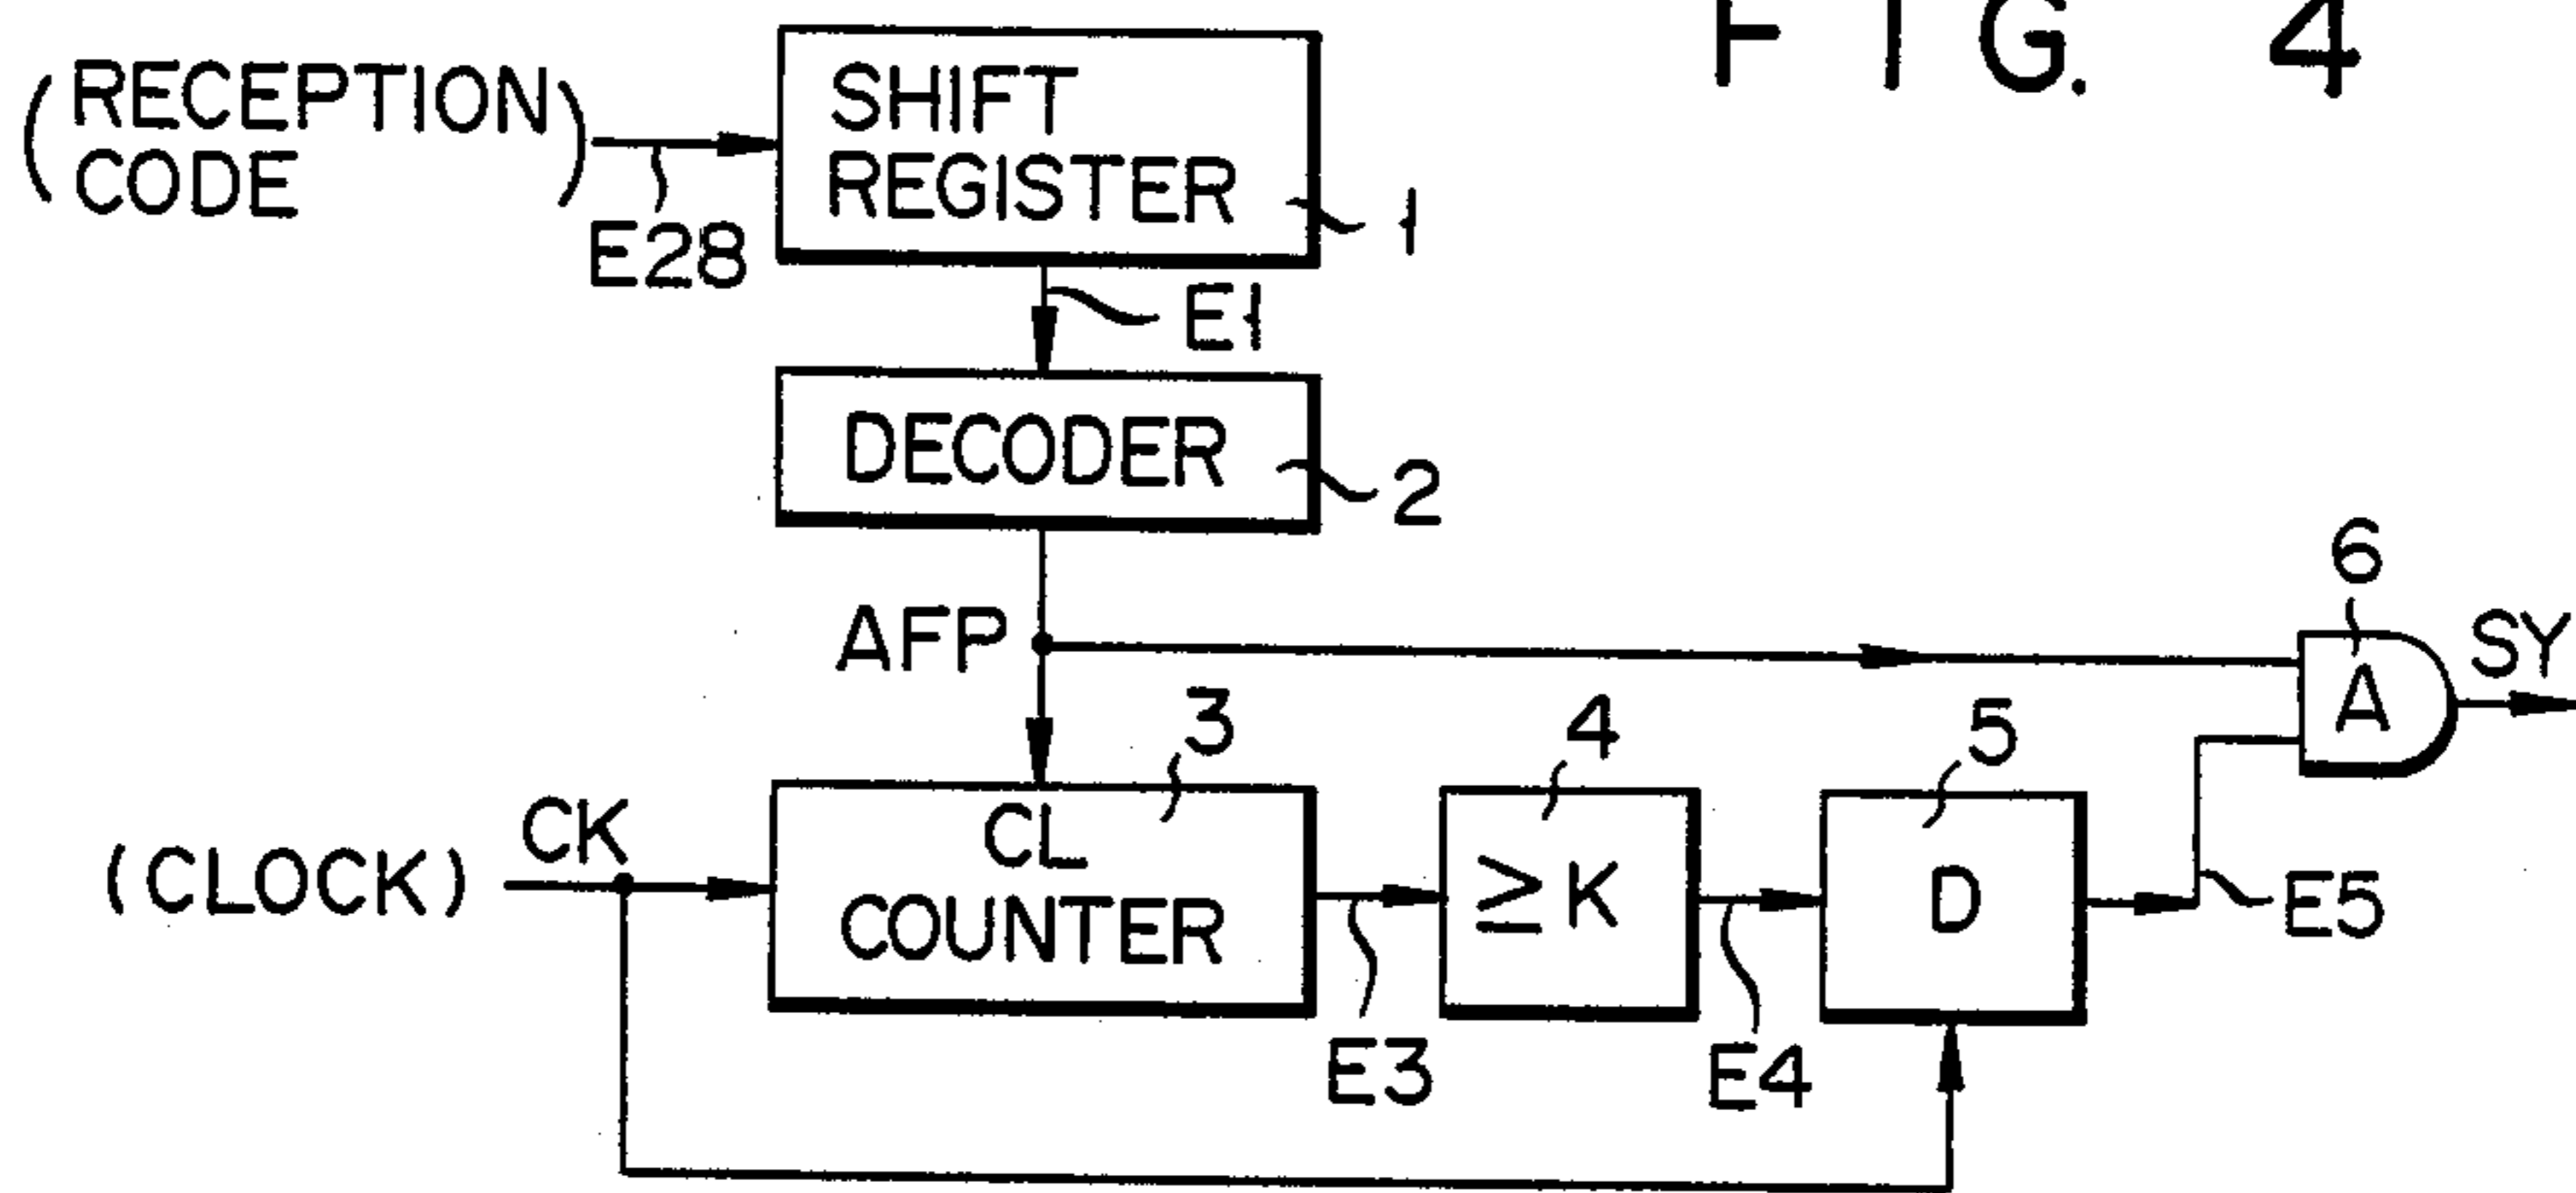 FIG. 4
(RECEPTION CODE)
E28
SHIFT
REGISTER
1
E1
DECODER
2
AFP
6
A
SY
3
4
5
(CLOCK)
CK
CL
COUNTER
≥K
D
E5
E3
E4